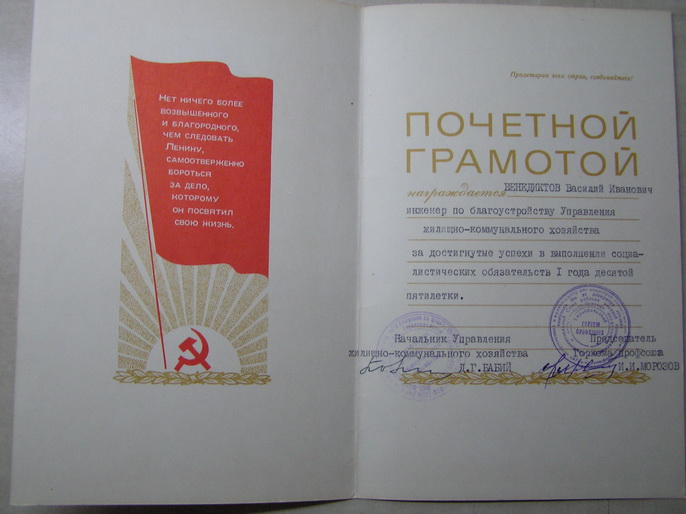 Нет ничего более
возвышенного
и благородного,
чем следовать
Ленину,
самоотверженно
бороться
за дело,
которому
он посвятил
свою жизнь.
Пролетарии всех стран, соединяйтесь!
ПОЧЕТНОЙ
ГРАМОТОЙ
награждается БЕНЕДИКТОВ Василий Иванович
инженер по благоустройству Управления
жилищно-коммунального хозяйства
за достигнутые успехи в выполнении социа-
листических обязательств I года десятой
пятилетки.
Начальник Управления
жилищно-коммунального хозяйства
Д.Г.БАБИЙ
Председатель
Горкома профсоюза
И.И.МОРОЗОВ